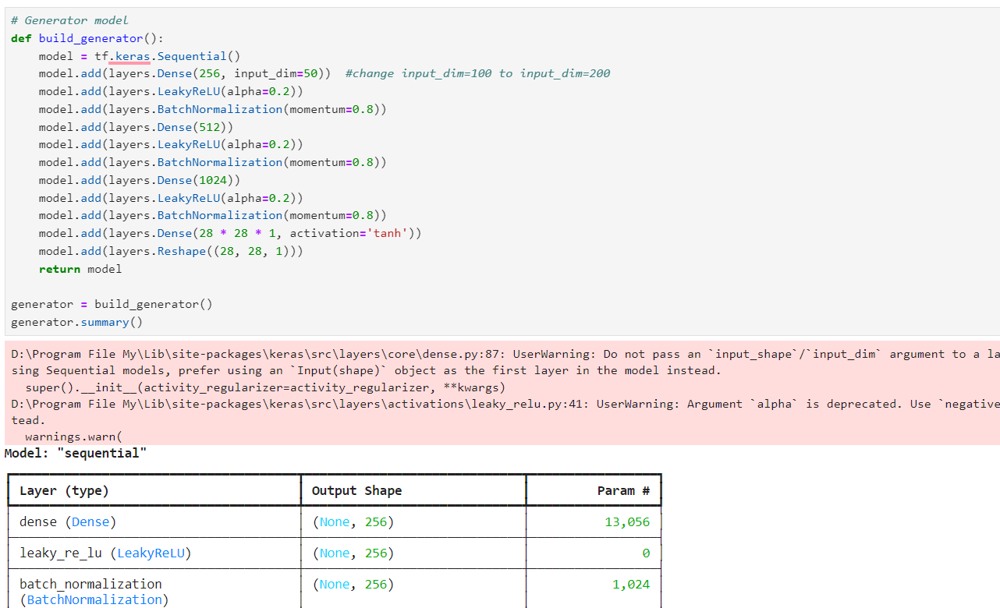 # Generator model
def build_generator():
    model = tf.keras.Sequential()
    model.add(layers.Dense(256, input_dim=50))  #change input_dim=100 to input_dim=200
    model.add(layers.LeakyReLU(alpha=0.2))
    model.add(layers.BatchNormalization(momentum=0.8))
    model.add(layers.Dense(512))
    model.add(layers.LeakyReLU(alpha=0.2))
    model.add(layers.BatchNormalization(momentum=0.8))
    model.add(layers.Dense(1024))
    model.add(layers.LeakyReLU(alpha=0.2))
    model.add(layers.BatchNormalization(momentum=0.8))
    model.add(layers.Dense(28 * 28 * 1, activation='tanh'))
    model.add(layers.Reshape((28, 28, 1)))
    return model
generator = build_generator()
generator.summary()
D:\Program File My\Lib\site-packages\keras\src\layers\core\dense.py:87: UserWarning: Do not pass an `input_shape`/`input_dim` argument to a la
sing Sequential models, prefer using an `Input(shape)` object as the first layer in the model instead.
  super().__init__(activity_regularizer=activity_regularizer, **kwargs)
D:\Program File My\Lib\site-packages\keras\src\layers\activations\leaky_relu.py:41: UserWarning: Argument `alpha` is deprecated. Use `negative
tead.
  warnings.warn(
Model: "sequential"
Layer (type) Output Shape Param #
dense (Dense) (None, 256) 13,056
leaky_re_lu (LeakyReLU) (None, 256) 0
batch_normalization (None, 256) 1,024
(BatchNormalization)